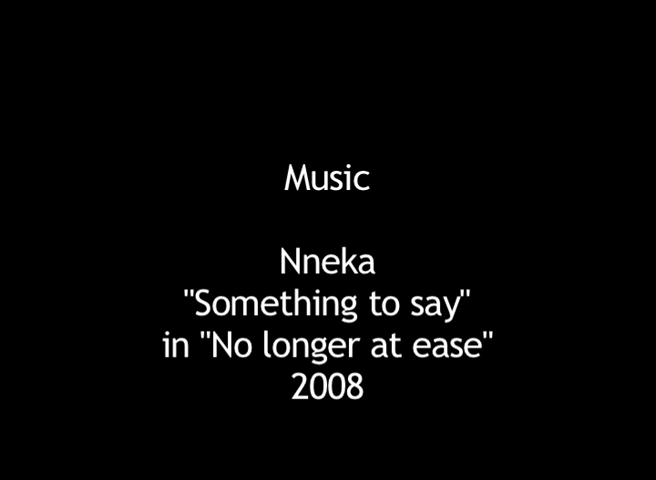 Music
Nneka
"Something to say"
in "No longer at ease"
2008